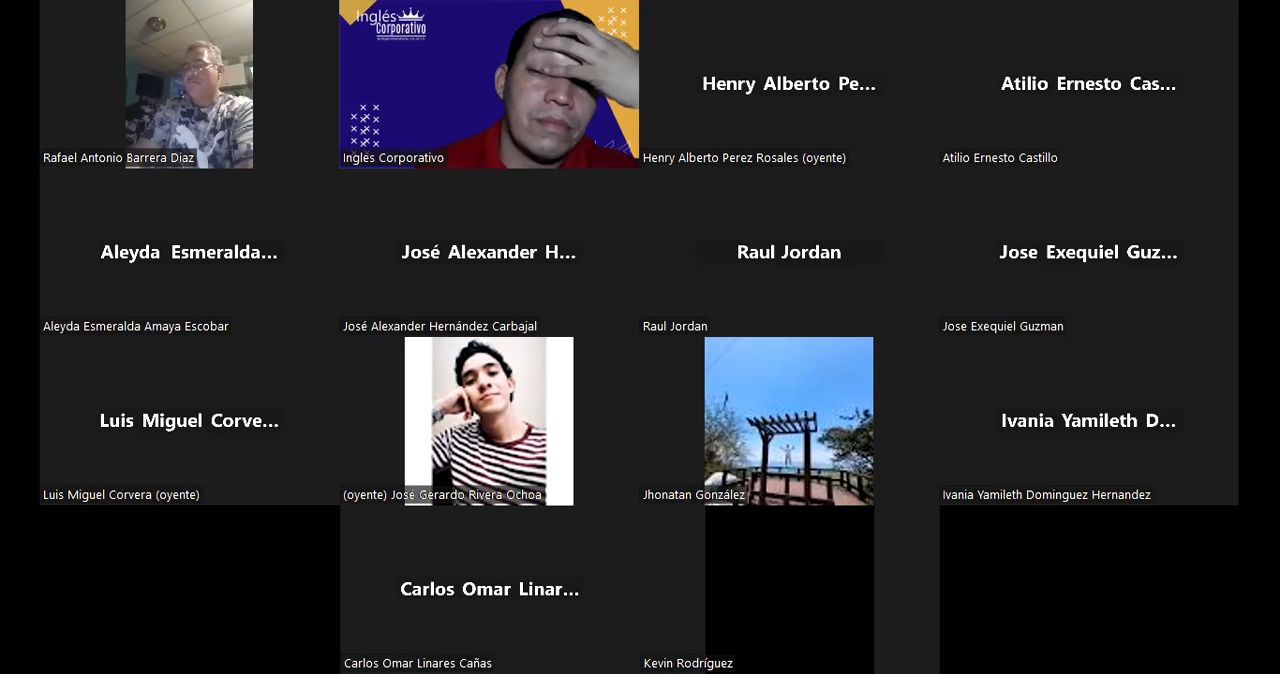 Inglés
Corporativo
Rafael Antonio Barrera Diaz
Inglés Corporativo
Henry Alberto Pe...
Henry Alberto Perez Rosales (oyente)
Atilio Ernesto Cas...
Atilio Ernesto Castillo
Aleyda Esmeralda...
Aleyda Esmeralda Amaya Escobar
José Alexander H...
José Alexander Hernández Carbajal
Raul Jordan
Raul Jordan
Jose Exequiel Guz...
Jose Exequiel Guzman
Luis Miguel Corve...
Luis Miguel Corvera (oyente)
(oyente) José Gerardo Rivera Ochoa
Jhonatan González
Ivania Yamileth D...
Ivania Yamileth Dominguez Hernandez
Carlos Omar Linar...
Carlos Omar Linares Cañas
Kevin Rodríguez